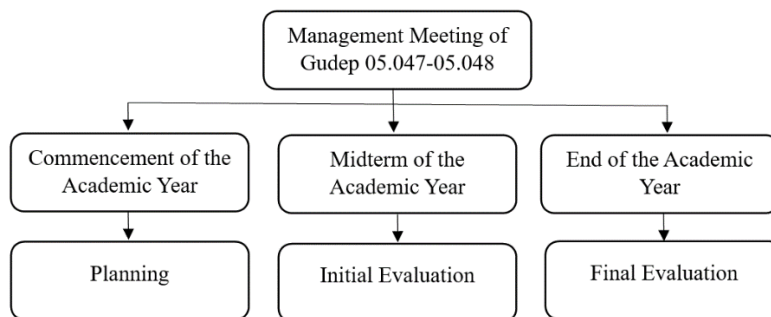 Management Meeting of
Gudep 05.047-05.048
Commencement of the
Academic Year
Midterm of the
Academic Year
End of the Academic
Year
Planning
Initial Evaluation
Final Evaluation